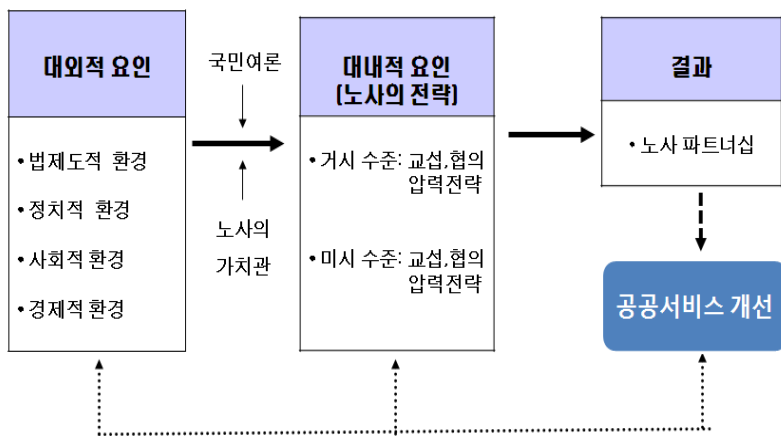 대외적 요인
• 법제도적 환경
• 정치적 환경
• 사회적 환경
• 경제적 환경
국민여론
노사의
가치관
대내적 요인
(노사의 전략)
• 거시 수준: 교섭,협의
압력전략
• 미시 수준: 교섭,협의
압력전략
결과
• 노사 파트너십
공공서비스 개선